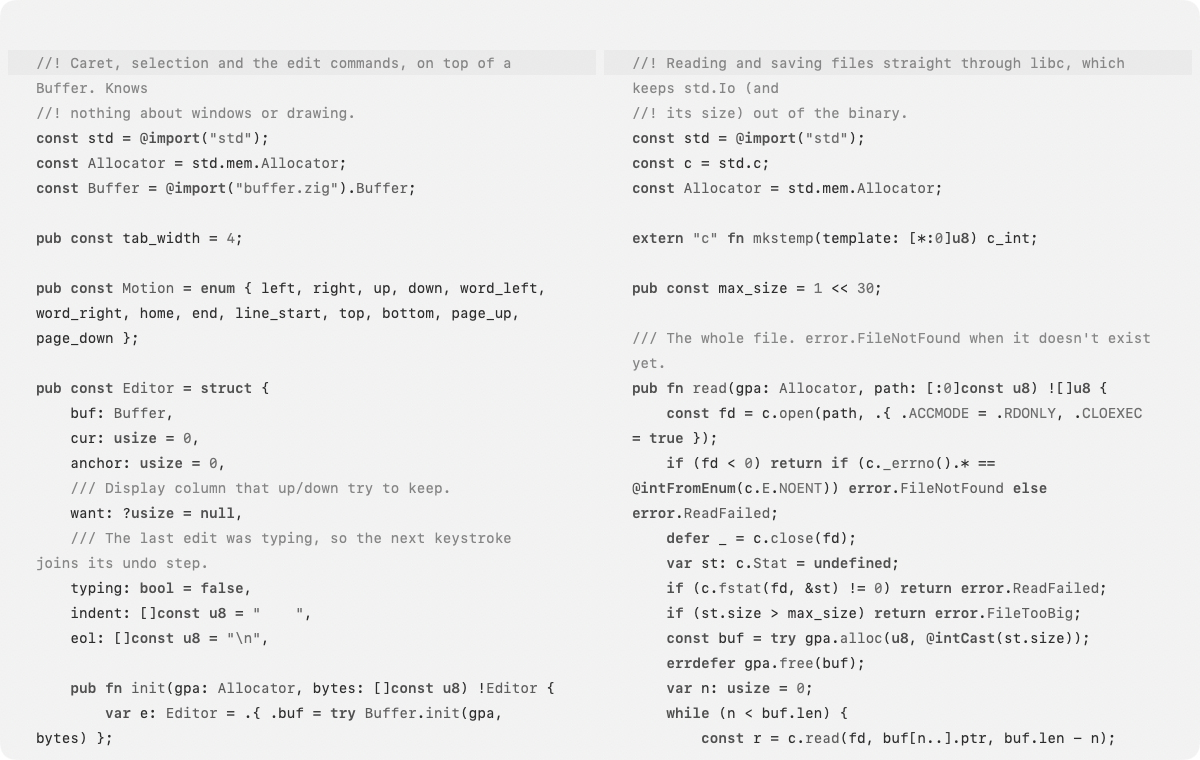 //! Caret, selection and the edit commands, on top of a
Buffer. Knows
//! nothing about windows or drawing.
const std = @import("std");
const Allocator = std.mem.Allocator;
const Buffer = @import("buffer.zig").Buffer;

pub const tab_width = 4;

pub const Motion = enum { left, right, up, down, word_left,
word_right, home, end, line_start, top, bottom, page_up,
page_down };

pub const Editor = struct {
    buf: Buffer,
    cur: usize = 0,
    anchor: usize = 0,
    /// Display column that up/down try to keep.
    want: ?usize = null,
    /// The last edit was typing, so the next keystroke
joins its undo step.
    typing: bool = false,
    indent: []const u8 = "    ",
    eol: []const u8 = "\n",

    pub fn init(gpa: Allocator, bytes: []const u8) !Editor {
        var e: Editor = .{ .buf = try Buffer.init(gpa,
bytes) };

//! Reading and saving files straight through libc, which
keeps std.Io (and
//! its size) out of the binary.
const std = @import("std");
const c = std.c;
const Allocator = std.mem.Allocator;

extern "c" fn mkstemp(template: [*:0]u8) c_int;

pub const max_size = 1 << 30;

/// The whole file. error.FileNotFound when it doesn't exist
yet.
pub fn read(gpa: Allocator, path: [:0]const u8) ![]u8 {
    const fd = c.open(path, .{ .ACCMODE = .RDONLY, .CLOEXEC
= true });
    if (fd < 0) return if (c._errno().* ==
@intFromEnum(c.E.NOENT)) error.FileNotFound else
error.ReadFailed;
    defer _ = c.close(fd);
    var st: c.Stat = undefined;
    if (c.fstat(fd, &st) != 0) return error.ReadFailed;
    if (st.size > max_size) return error.FileTooBig;
    const buf = try gpa.alloc(u8, @intCast(st.size));
    errdefer gpa.free(buf);
    var n: usize = 0;
    while (n < buf.len) {
        const r = c.read(fd, buf[n..].ptr, buf.len - n);